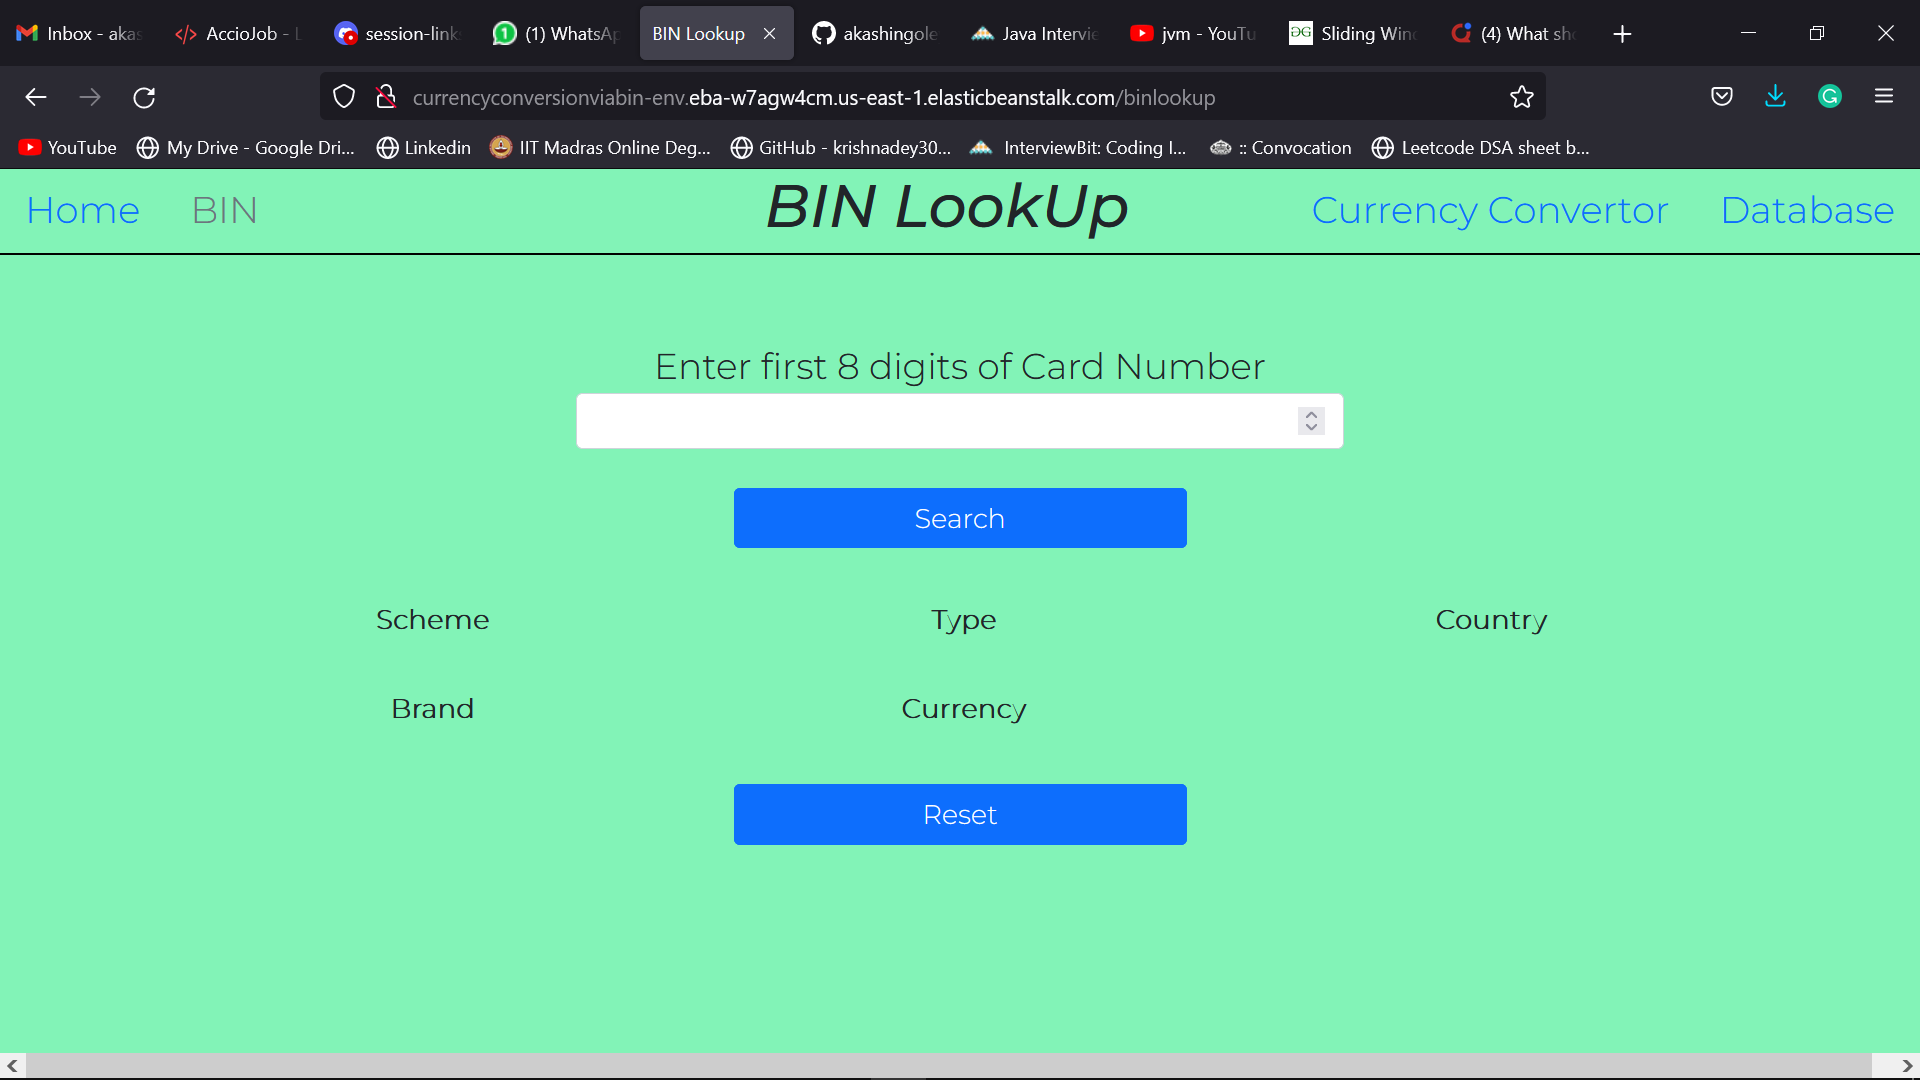 Inbox - akas
AccioJob - L
session-link
(1) WhatsAp
BIN Lookup
akashingole
Java Intervie
jvm - YouTu
Sliding Wind
(4) What sho
currencyconversionviabin-env.eba-w7agw4cm.us-east-1.elasticbeanstalk.com/binlookup
YouTube
My Drive - Google Dri...
Linkedin
IIT Madras Online Deg...
GitHub - krishnadey30...
InterviewBit: Coding I...
:: Convocation
Leetcode DSA sheet b...
Home BIN BIN LookUp Currency Convertor Database
Enter first 8 digits of Card Number
Search
Scheme Type Country
Brand Currency
Reset